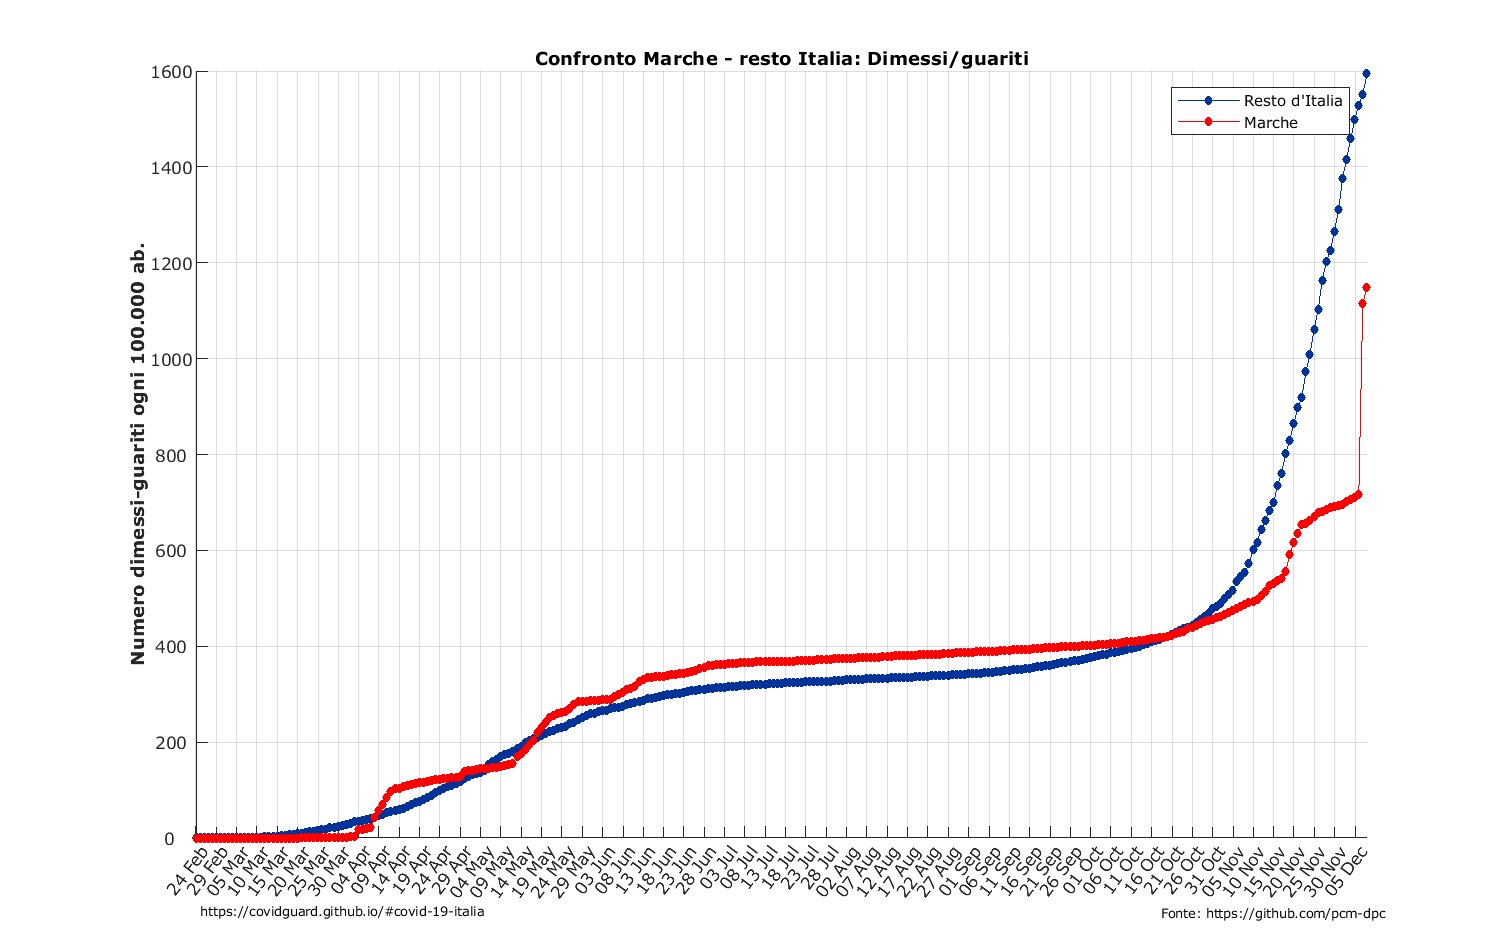 Confronto Marche - resto Italia: Dimessi/guariti
Numero dimessi-guariti ogni 100.000 ab.
1600
1400
1200
1000
800
600
400
200
0
Resto d'Italia
Marche
24 Feb
29 Feb
05 Mar
10 Mar
15 Mar
20 Mar
25 Mar
30 Mar
04 Apr
09 Apr
14 Apr
19 Apr
24 Apr
29 Apr
04 May
09 May
14 May
19 May
24 May
29 May
03 Jun
08 Jun
13 Jun
18 Jun
23 Jun
28 Jun
03 Jul
08 Jul
13 Jul
18 Jul
23 Jul
28 Jul
02 Aug
07 Aug
12 Aug
17 Aug
22 Aug
27 Aug
01 Sep
06 Sep
11 Sep
16 Sep
21 Sep
26 Sep
01 Oct
06 Oct
11 Oct
16 Oct
21 Oct
26 Oct
31 Oct
05 Nov
10 Nov
15 Nov
20 Nov
25 Nov
30 Nov
05 Dec
https://covidguard.github.io/#covid-19-italia
Fonte: https://github.com/pcm-dpc